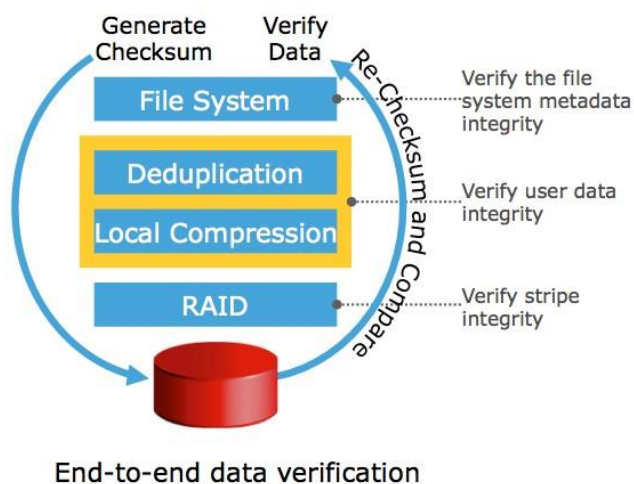 Generate
Checksum
Verify
Data
Re-Checksum and Compare
File System
Verify the file
system metadata
integrity
Deduplication
Local Compression
Verify user data
integrity
RAID
Verify stripe
integrity
End-to-end data verification